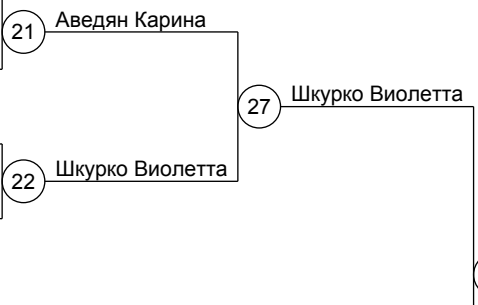 21 Аведян Карина
27 Шкурко Виолетта
22 Шкурко Виолетта